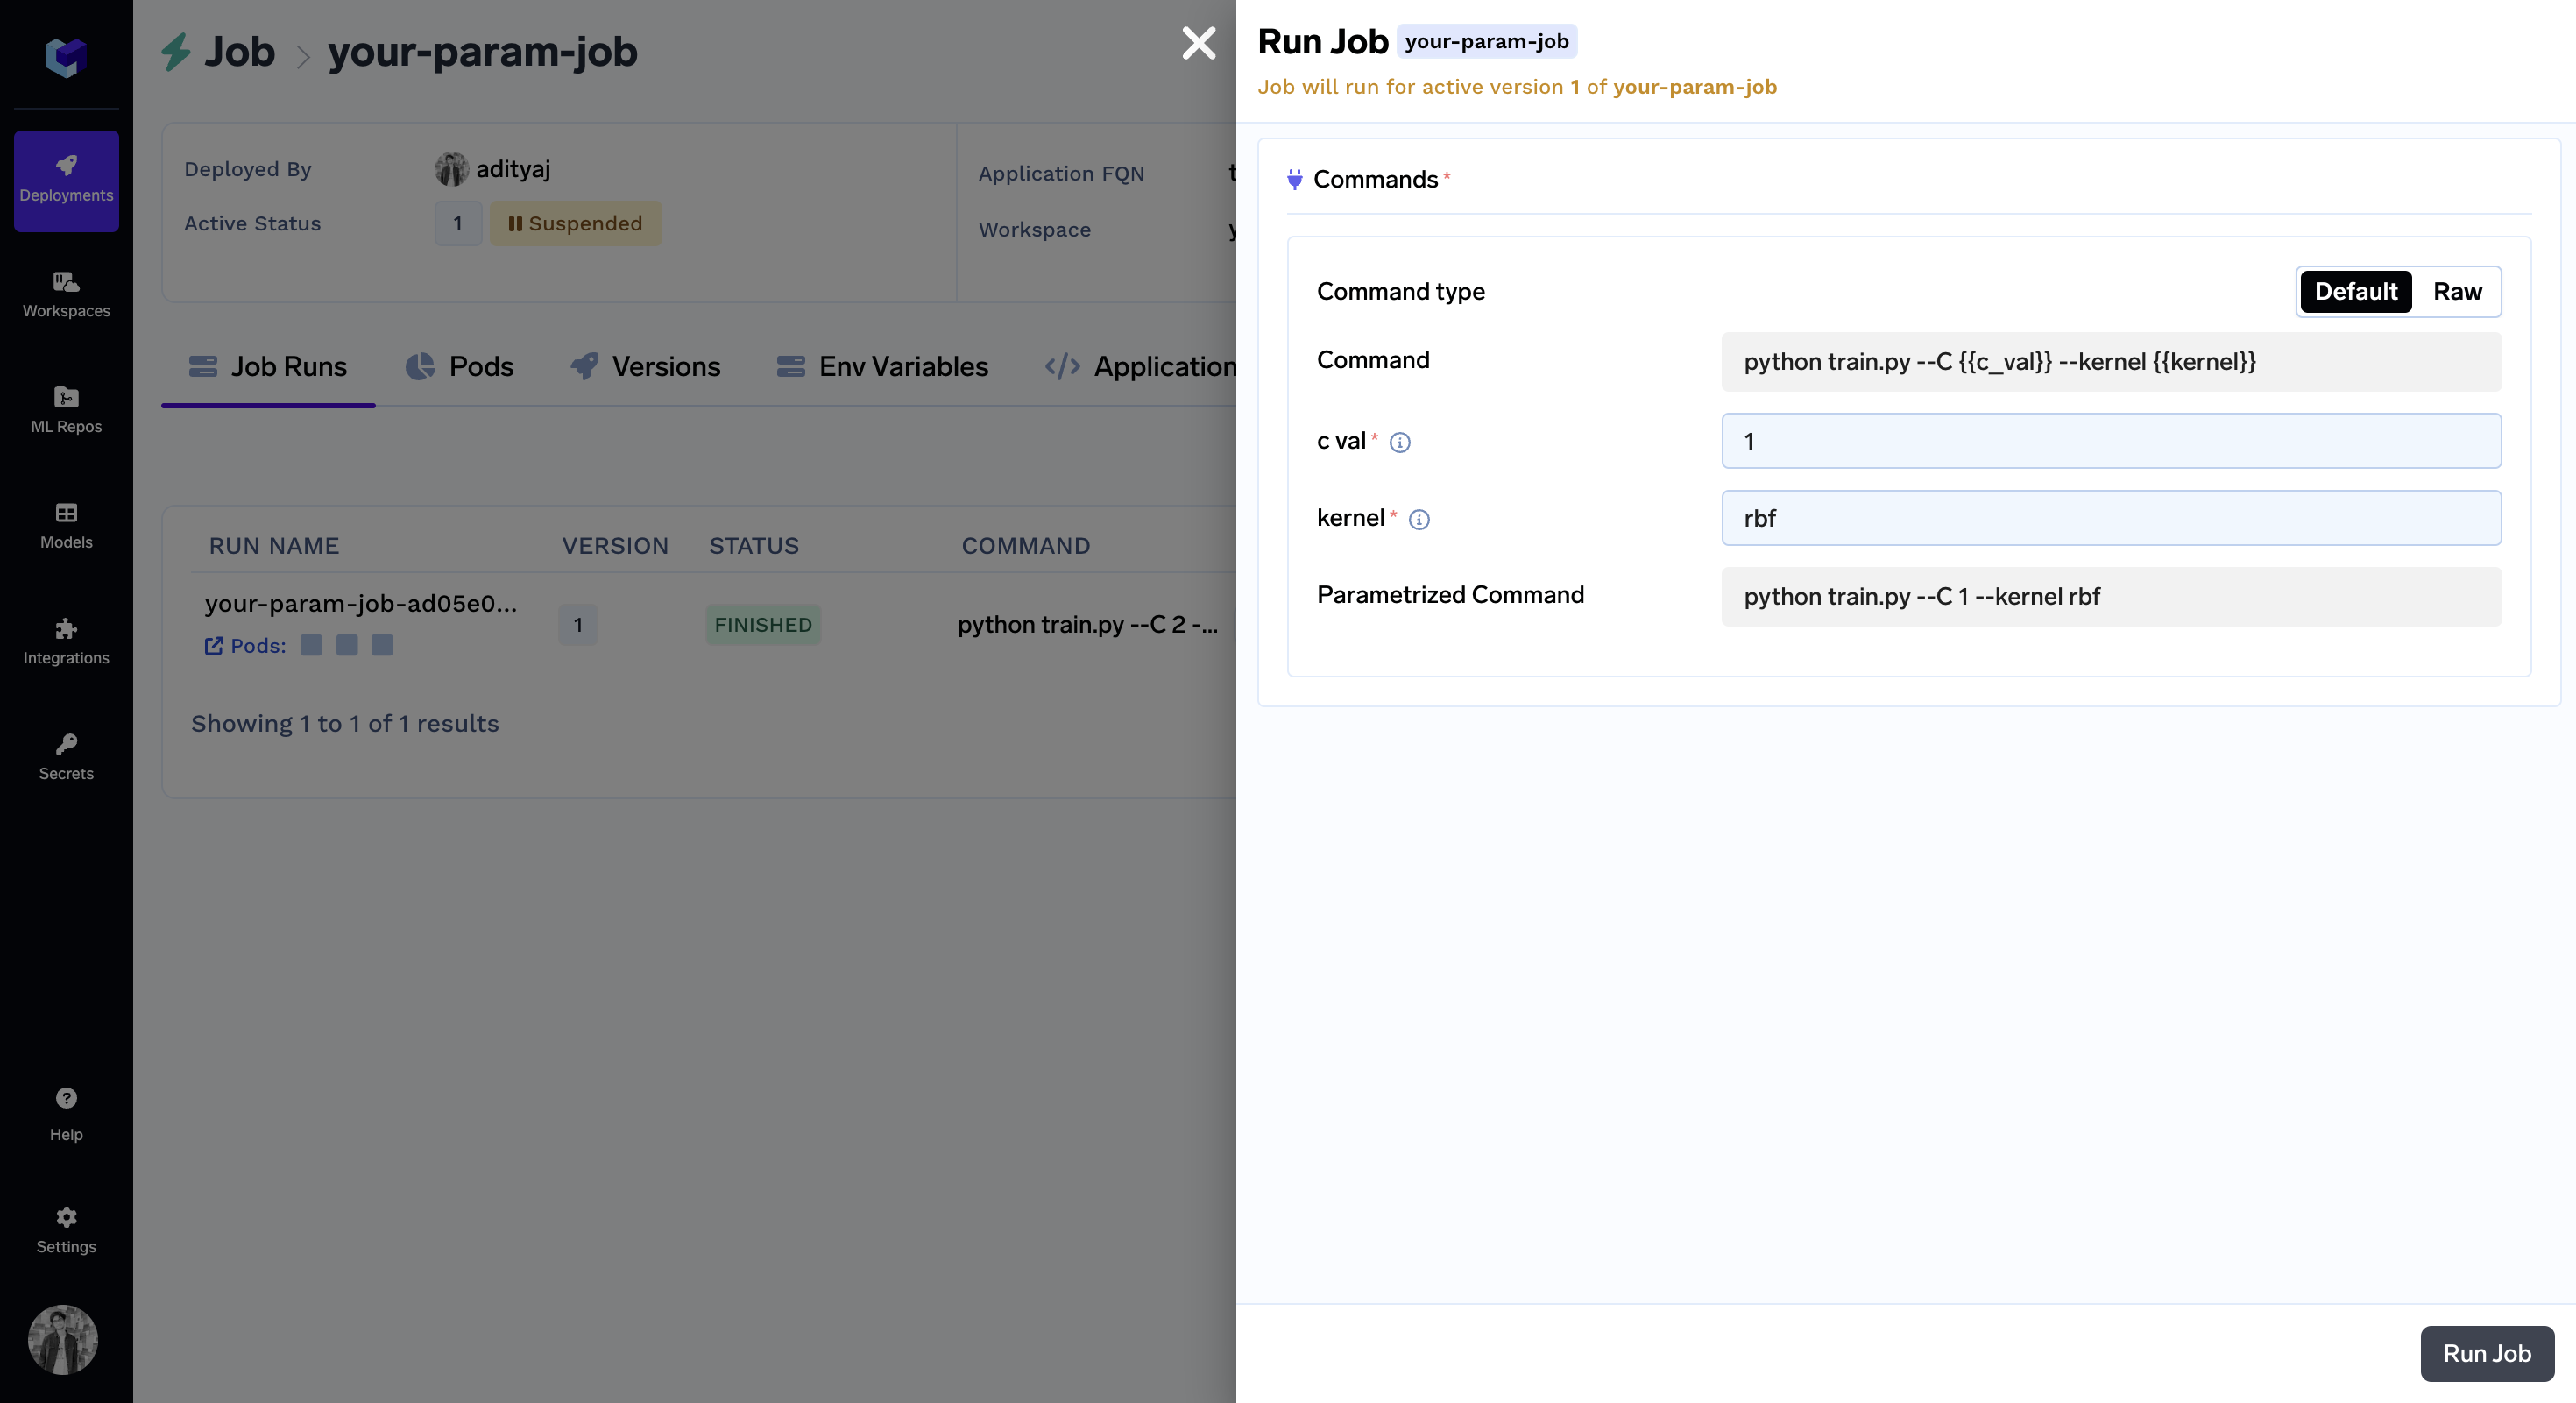 Deployments
Workspaces
ML Repos
Models
Integrations
Secrets
Help
Settings
Job > your-param-job
Deployed By adityaj
Active Status 1 Suspended
Application FQN
Workspace
Job Runs Pods Versions Env Variables Application
RUN NAME VERSION STATUS COMMAND
your-param-job-ad05e0... 1 FINISHED python train.py --C 2 -...
Pods:
Showing 1 to 1 of 1 results
Run Job your-param-job
Job will run for active version 1 of your-param-job
Commands *
Command type Default Raw
Command python train.py --C {{c_val}} --kernel {{kernel}}
c val * 1
kernel * rbf
Parametrized Command python train.py --C 1 --kernel rbf
Run Job